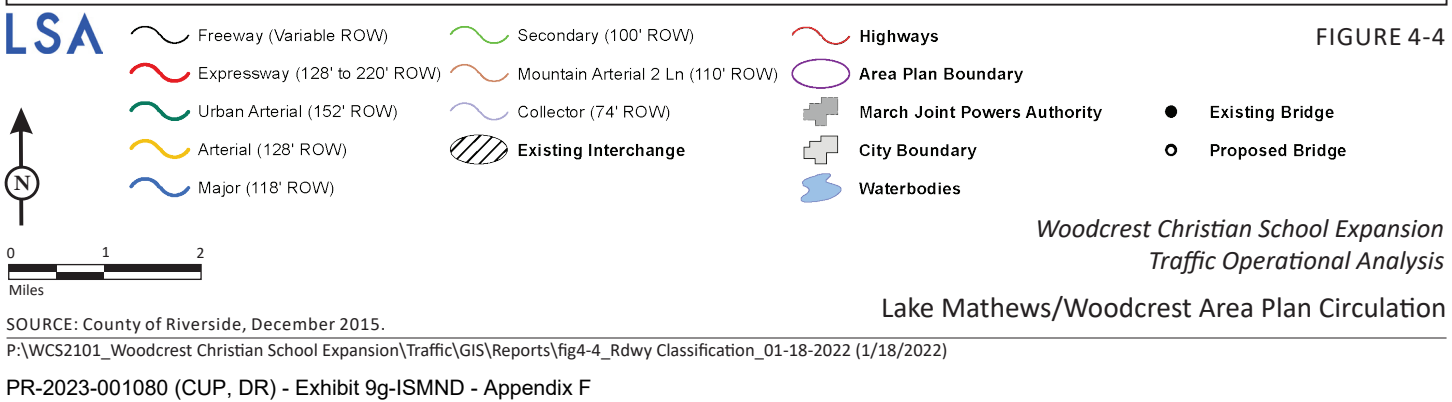 LSA
FIGURE 4-4
Freeway (Variable ROW)
Expressway (128' to 220' ROW)
Urban Arterial (152' ROW)
Arterial (128' ROW)
Major (118' ROW)
Secondary (100' ROW)
Mountain Arterial 2 Ln (110' ROW)
Collector (74' ROW)
Existing Interchange
Highways
Area Plan Boundary
March Joint Powers Authority
City Boundary
Waterbodies
Existing Bridge
Proposed Bridge
N
0 1 2
Miles
Woodcrest Christian School Expansion
Traffic Operational Analysis
Lake Mathews/Woodcrest Area Plan Circulation
SOURCE: County of Riverside, December 2015.
P:\WCS2101_Woodcrest Christian School Expansion\Traffic\GIS\Reports\fig4-4_Rdwy Classification_01-18-2022 (1/18/2022)
PR-2023-001080 (CUP, DR) - Exhibit 9g-ISMND - Appendix F